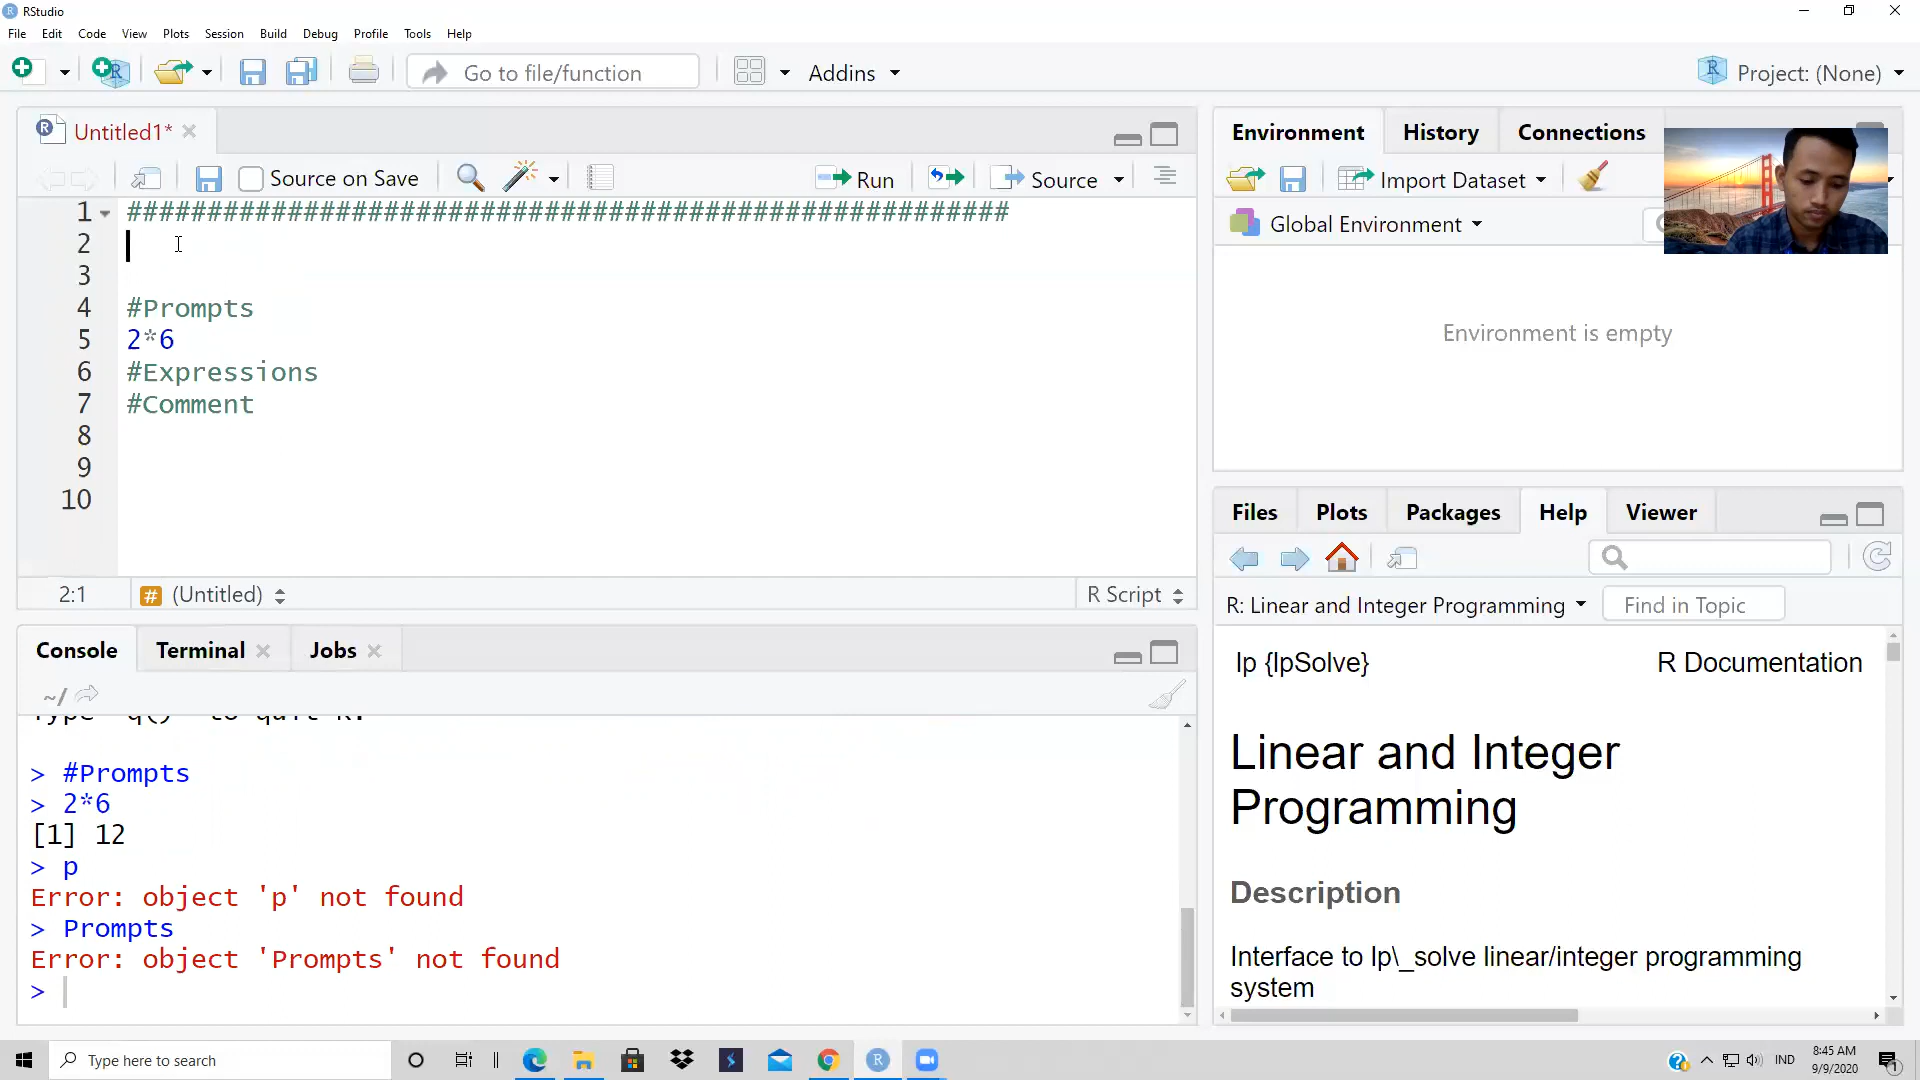 RStudio
File Edit Code View Plots Session Build Debug Profile Tools Help
Go to file/function Addins Project: (None)
Untitled1*
Source on Save Run Source
1 #######################################################
2
3
4 #Prompts
5 2*6
6 #Expressions
7 #Comment
8
9
10
2:1 # (Untitled) R Script
Console Terminal Jobs
~/
Type 'q()' to quit R.
> #Prompts
> 2*6
[1] 12
> p
Error: object 'p' not found
> Prompts
Error: object 'Prompts' not found
>
Environment History Connections
Import Dataset
Global Environment
Environment is empty
Files Plots Packages Help Viewer
R: Linear and Integer Programming Find in Topic
lp {lpSolve} R Documentation
Linear and Integer
Programming
Description
Interface to lp\_solve linear/integer programming
system
Type here to search
IND 8:45 AM
9/9/2020